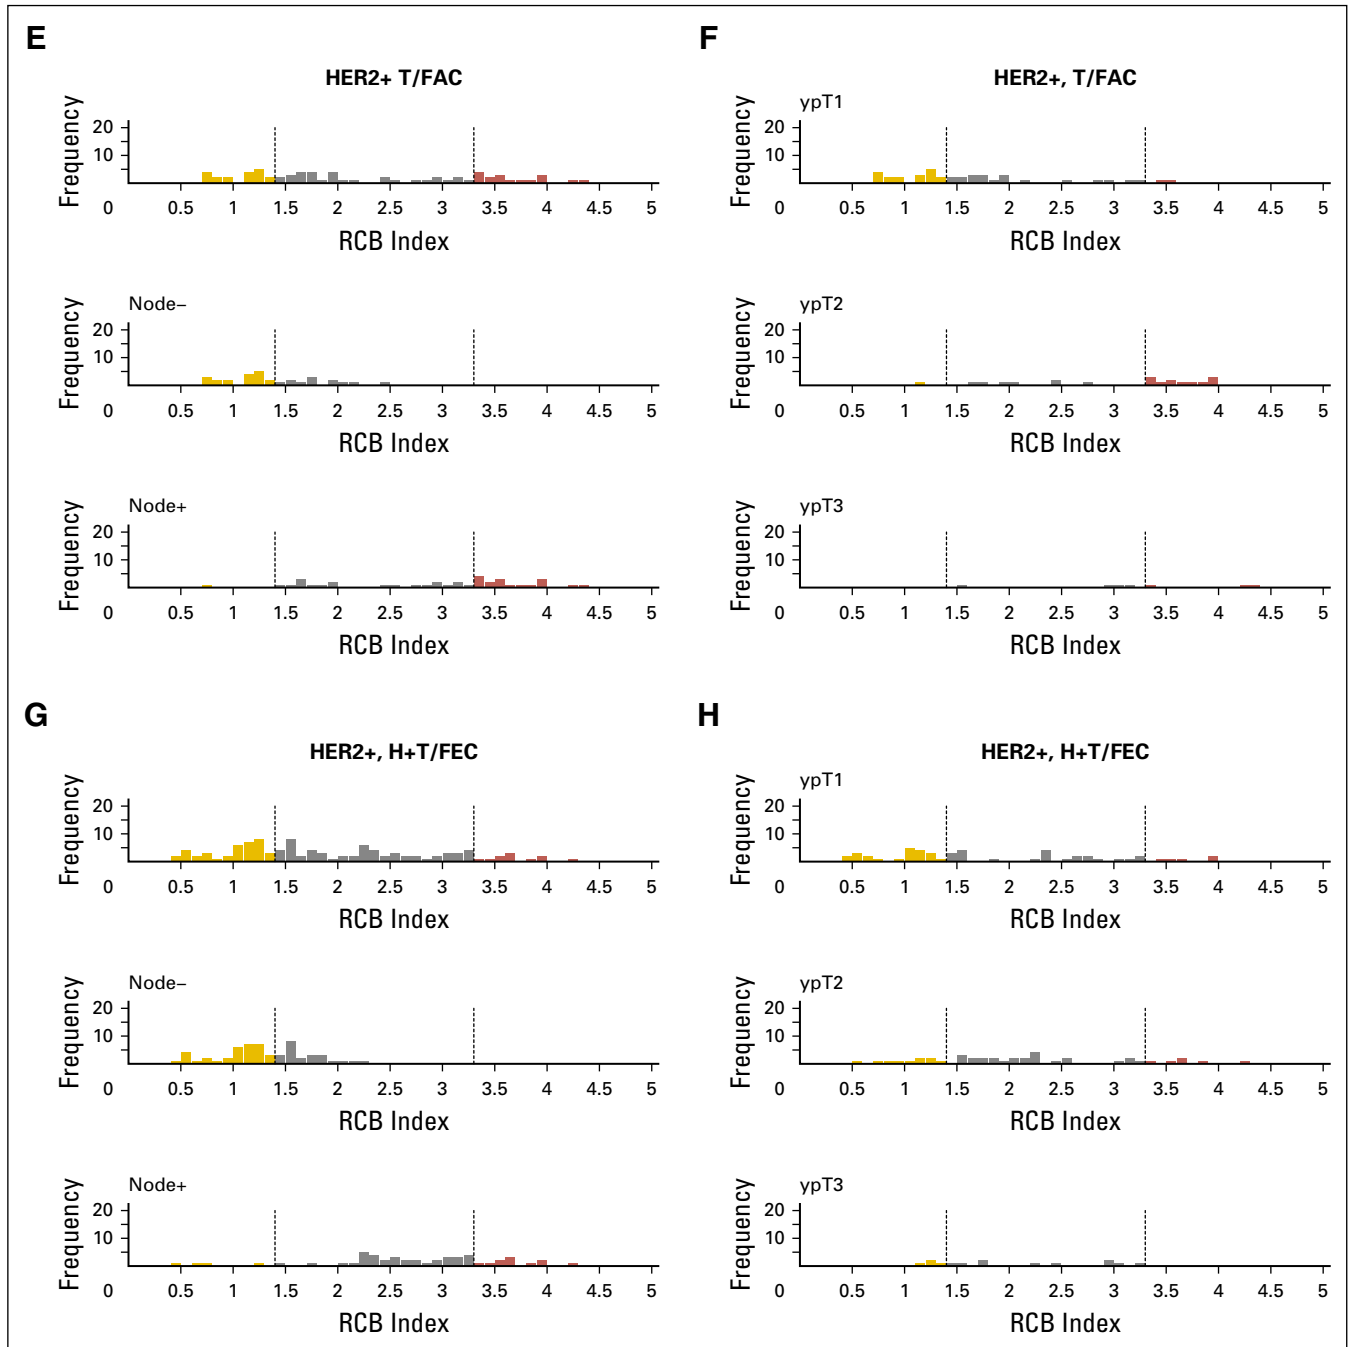 E
HER2+ T/FAC
Frequency
20
10
0 0.5 1 1.5 2 2.5 3 3.5 4 4.5 5
RCB Index
Node–
Frequency
20
10
0 0.5 1 1.5 2 2.5 3 3.5 4 4.5 5
RCB Index
Node+
Frequency
20
10
0 0.5 1 1.5 2 2.5 3 3.5 4 4.5 5
RCB Index
F
HER2+, T/FAC
ypT1
Frequency
20
10
0 0.5 1 1.5 2 2.5 3 3.5 4 4.5 5
RCB Index
ypT2
Frequency
20
10
0 0.5 1 1.5 2 2.5 3 3.5 4 4.5 5
RCB Index
ypT3
Frequency
20
10
0 0.5 1 1.5 2 2.5 3 3.5 4 4.5 5
RCB Index
G
HER2+, H+T/FEC
Frequency
20
10
0 0.5 1 1.5 2 2.5 3 3.5 4 4.5 5
RCB Index
Node–
Frequency
20
10
0 0.5 1 1.5 2 2.5 3 3.5 4 4.5 5
RCB Index
Node+
Frequency
20
10
0 0.5 1 1.5 2 2.5 3 3.5 4 4.5 5
RCB Index
H
HER2+, H+T/FEC
ypT1
Frequency
20
10
0 0.5 1 1.5 2 2.5 3 3.5 4 4.5 5
RCB Index
ypT2
Frequency
20
10
0 0.5 1 1.5 2 2.5 3 3.5 4 4.5 5
RCB Index
ypT3
Frequency
20
10
0 0.5 1 1.5 2 2.5 3 3.5 4 4.5 5
RCB Index